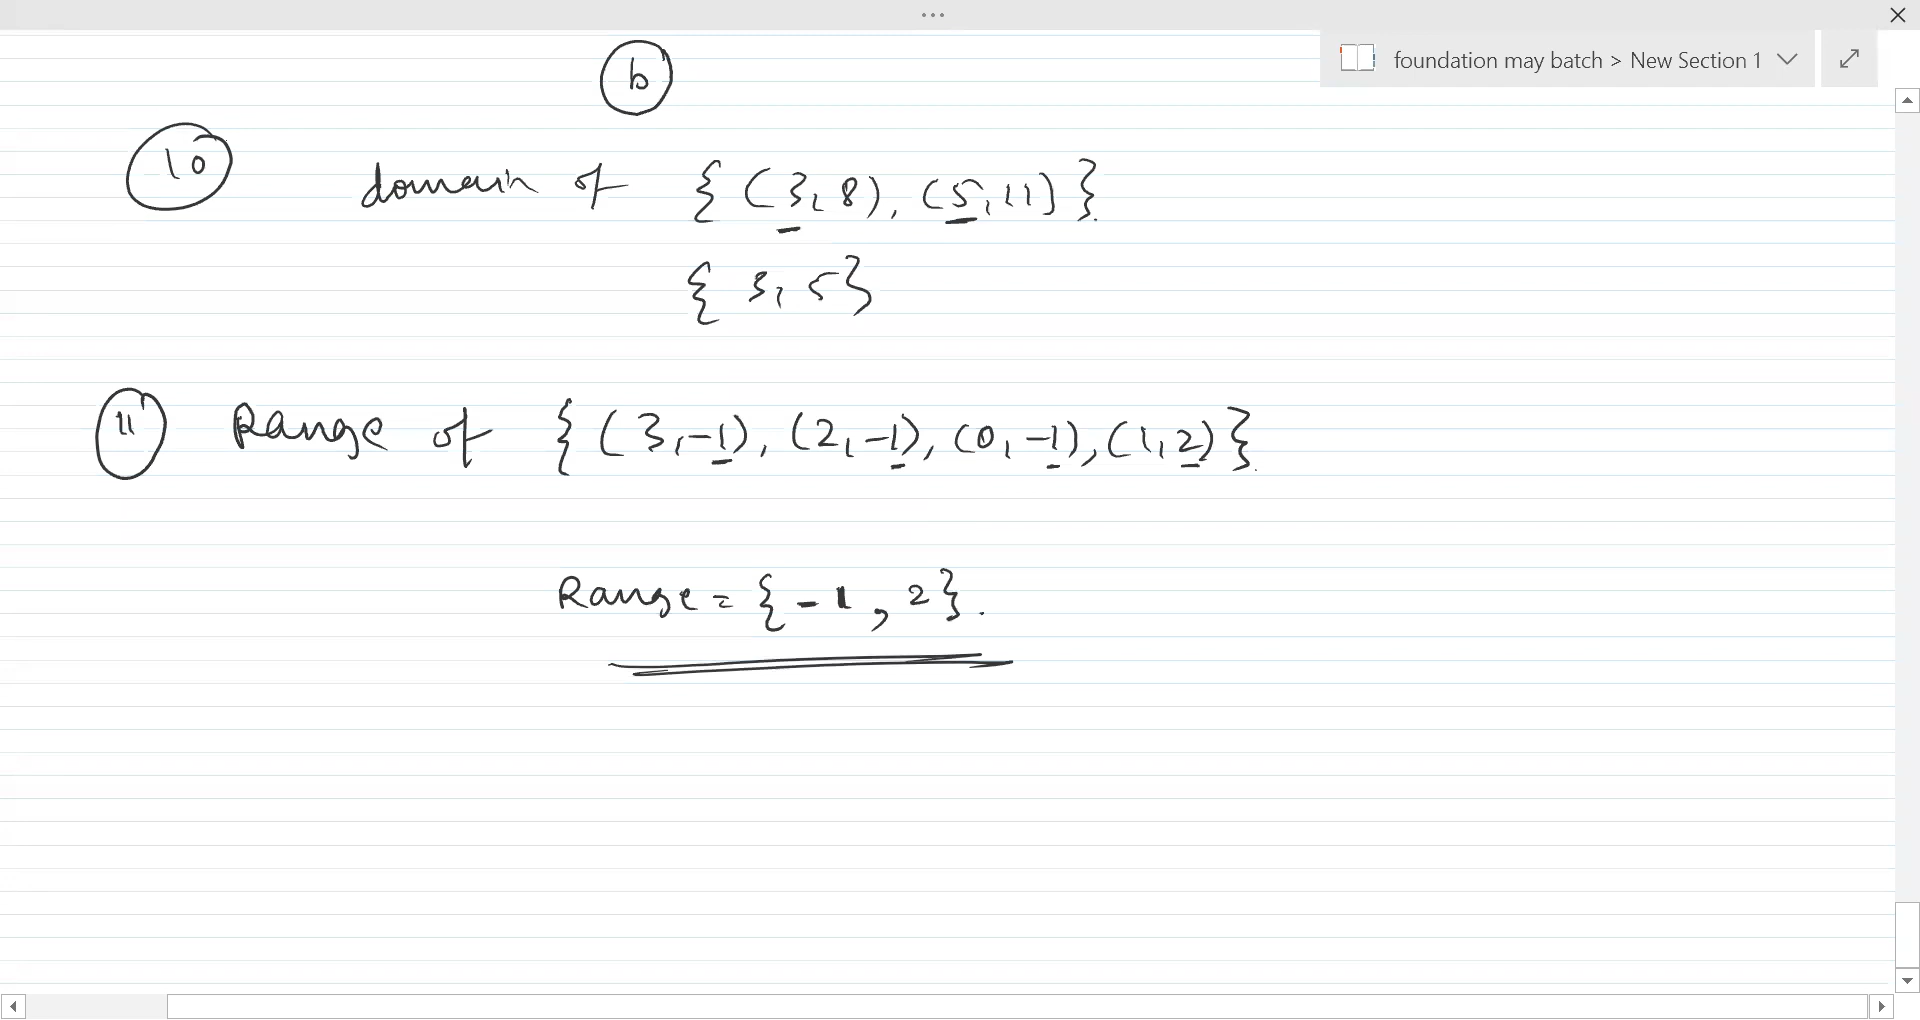 foundation may batch > New Section 1
b
10 domain of { (3, 8), (5, 11) }.
{ 3, 5}
11 Range of { (3, -1), (2, -1), (0, -1), (1, 2) }.
Range = { -1, 2}.